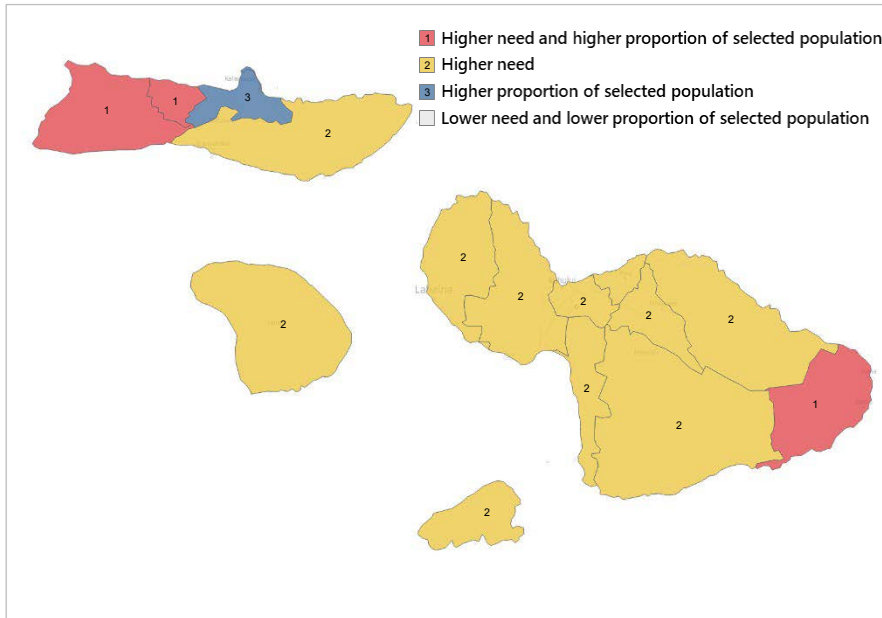 1 Higher need and higher proportion of selected population
2 Higher need
3 Higher proportion of selected population
Lower need and lower proportion of selected population
1
1
3
2
2
2
2
2
2
2
2
2
1
2
Lahaina